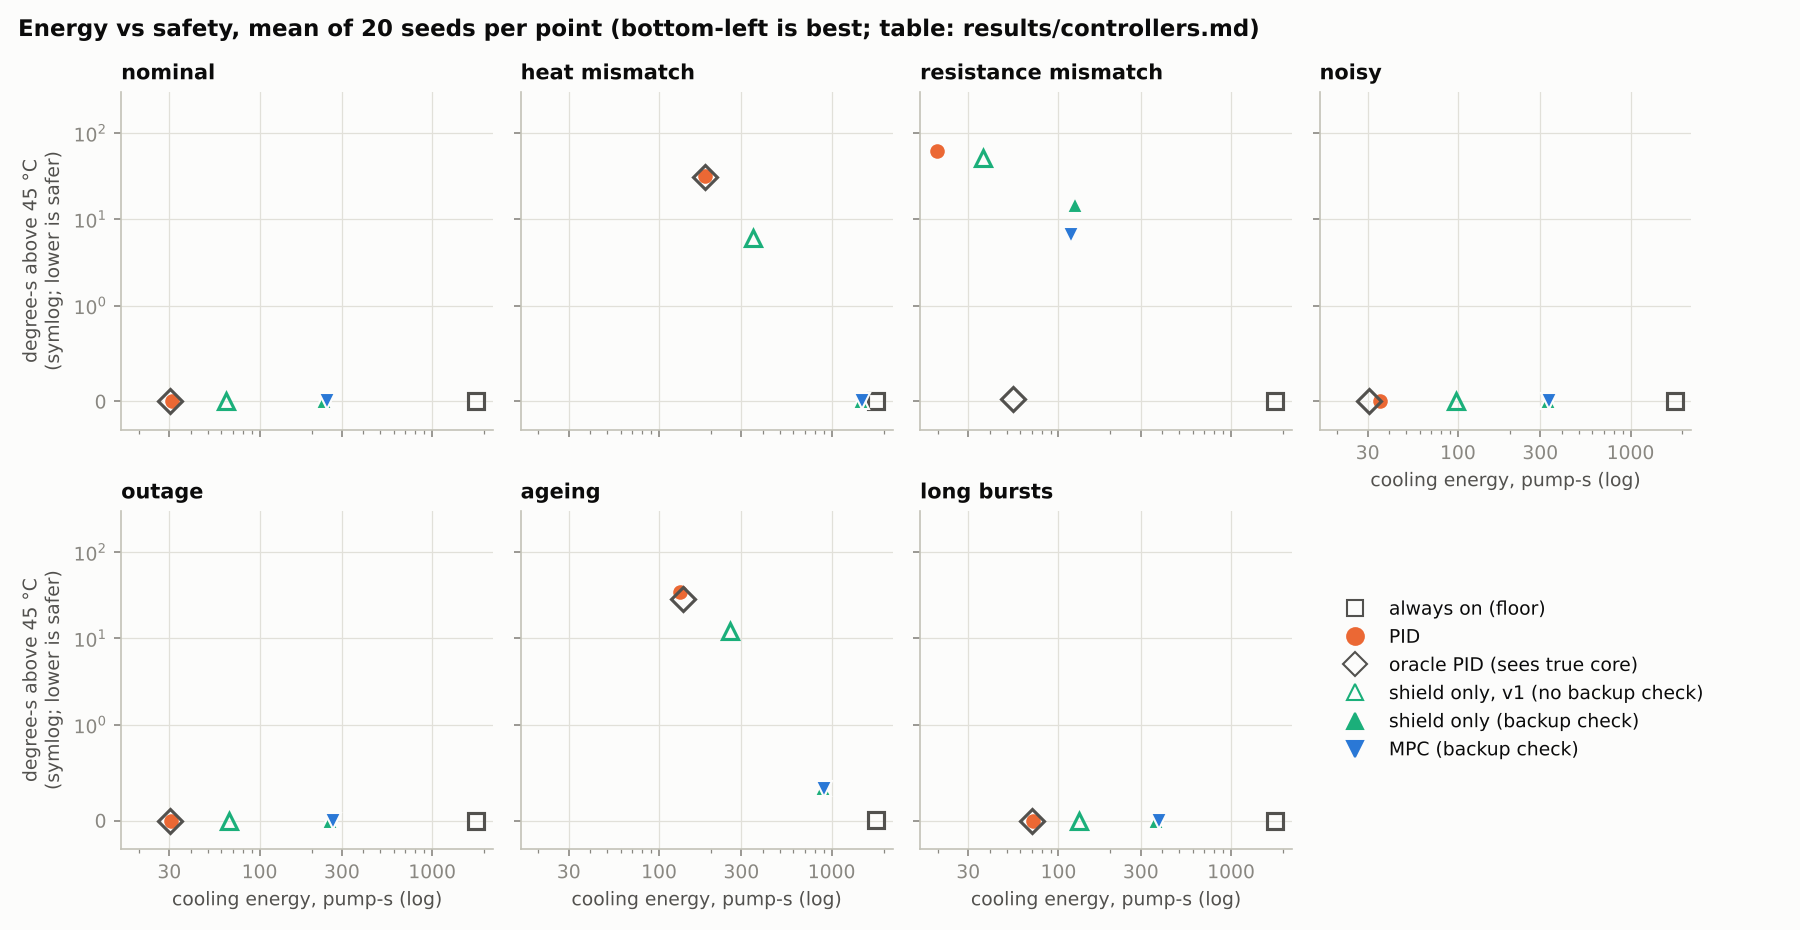 Energy vs safety, mean of 20 seeds per point (bottom-left is best; table: results/controllers.md)
nominal
heat mismatch
resistance mismatch
noisy
degree-s above 45 °C
(symlog; lower is safer)
10²
10¹
10⁰
0
30 100 300 1000
cooling energy, pump-s (log)
outage
ageing
long bursts
degree-s above 45 °C
(symlog; lower is safer)
10²
10¹
10⁰
0
30 100 300 1000
cooling energy, pump-s (log)
30 100 300 1000
cooling energy, pump-s (log)
30 100 300 1000
cooling energy, pump-s (log)
always on (floor)
PID
oracle PID (sees true core)
shield only, v1 (no backup check)
shield only (backup check)
MPC (backup check)